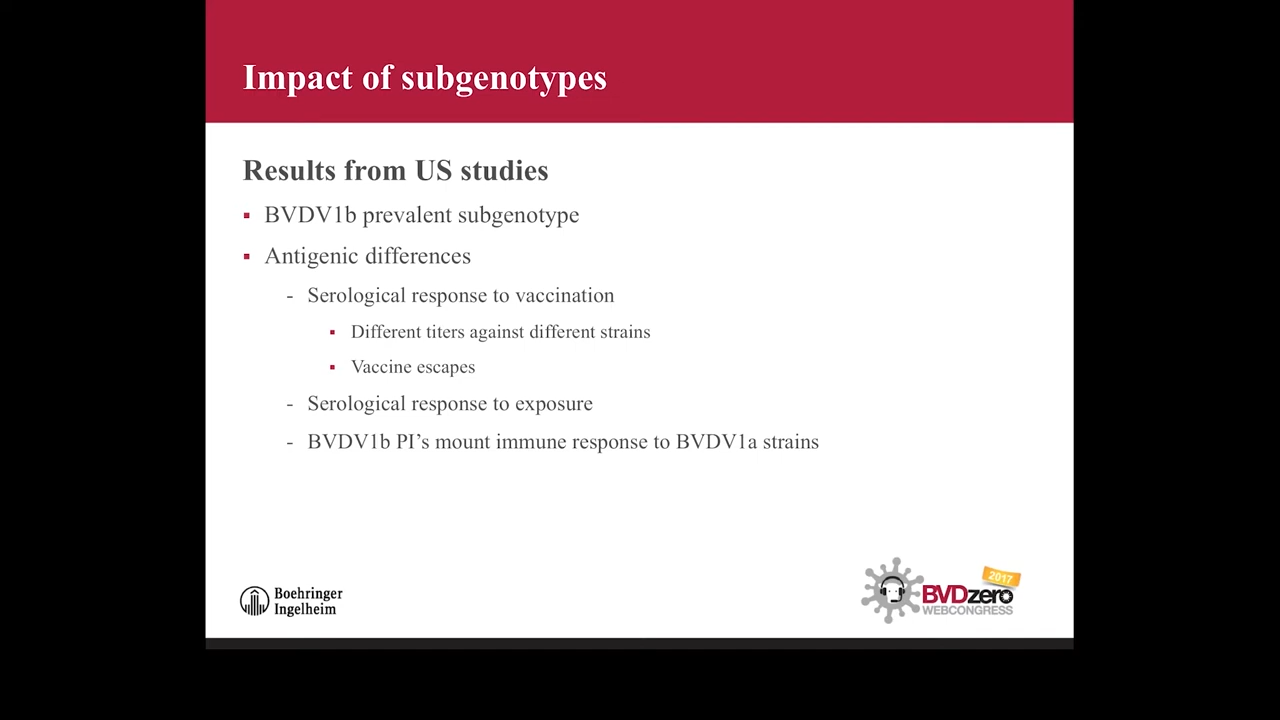 Impact of subgenotypes
Results from US studies
▪ BVDV1b prevalent subgenotype
▪ Antigenic differences
- Serological response to vaccination
▪ Different titers against different strains
▪ Vaccine escapes
- Serological response to exposure
- BVDV1b PI’s mount immune response to BVDV1a strains
Boehringer
Ingelheim
2017
BVDzero
WEBCONGRESS